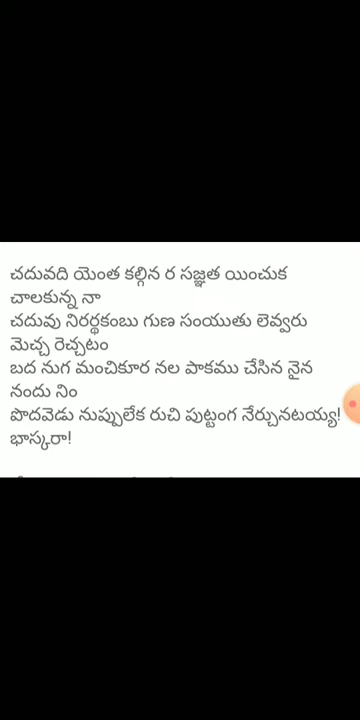 చదువది యెంత కల్గిన ర సజ్ఞత యించుక
చాలకున్న నా
చదువు నిరర్థకంబు గుణ సంయుతు లెవ్వరు
మెచ్చ రెచ్చటం
బద నుగ మంచికూర నల పాకము చేసిన నైన
నందు నిం
పొదవెడు నుప్పులేక రుచి పుట్టంగ నేర్చునటయ్య!
భాస్కరా!